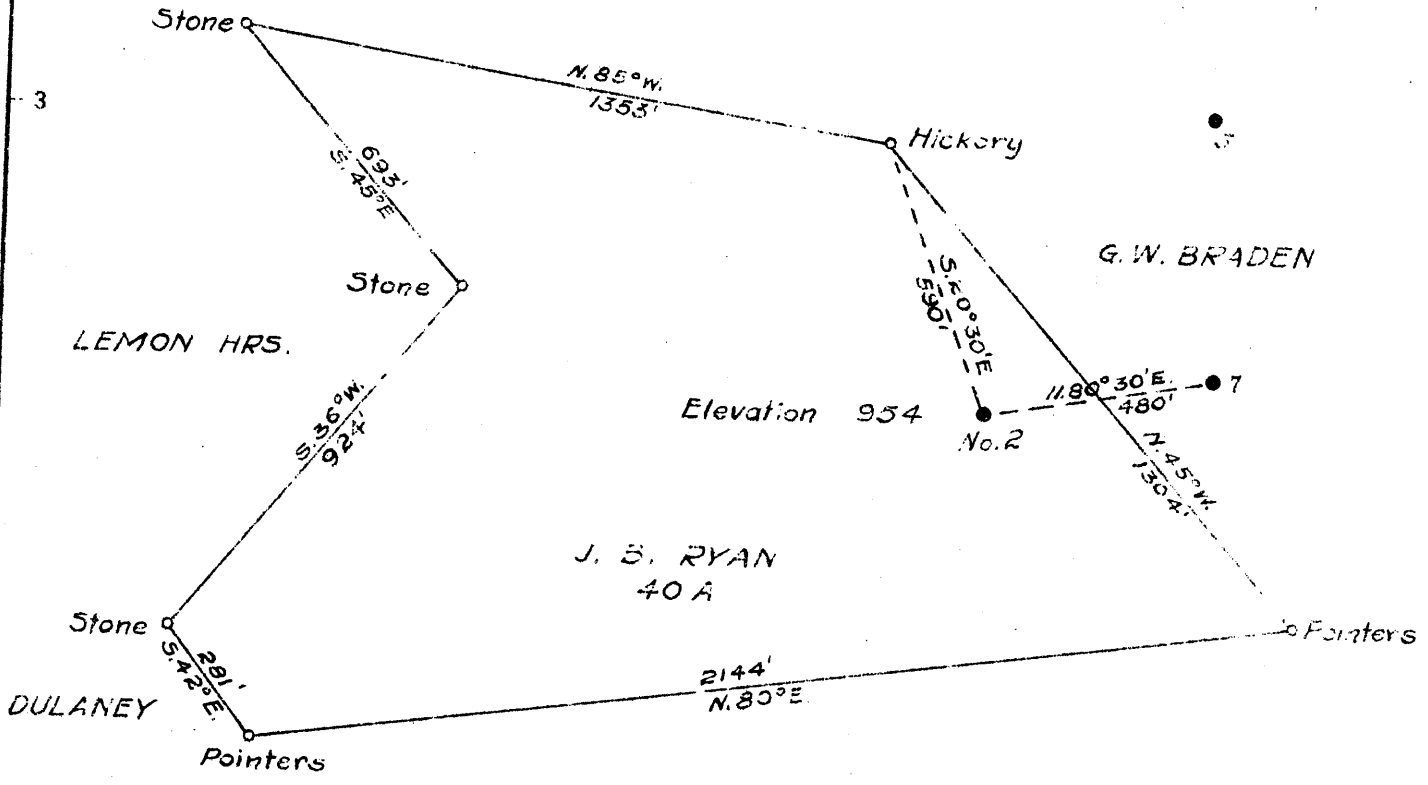 Stone
N. 85° W.
1353'
3
Hickory
693'
S. 45° E
G. W. BRADEN
Stone
S. 20° 30' E
590'
LEMON HRS.
7
N. 80° 30' E.
480'
Elevation 954
No. 2
S. 36° W.
924'
N. 45° W.
1304'
J. B. RYAN
40 A
Stone
Pointers
281'
S. 42° E.
2144'
N. 80° E.
DULANEY
Pointers